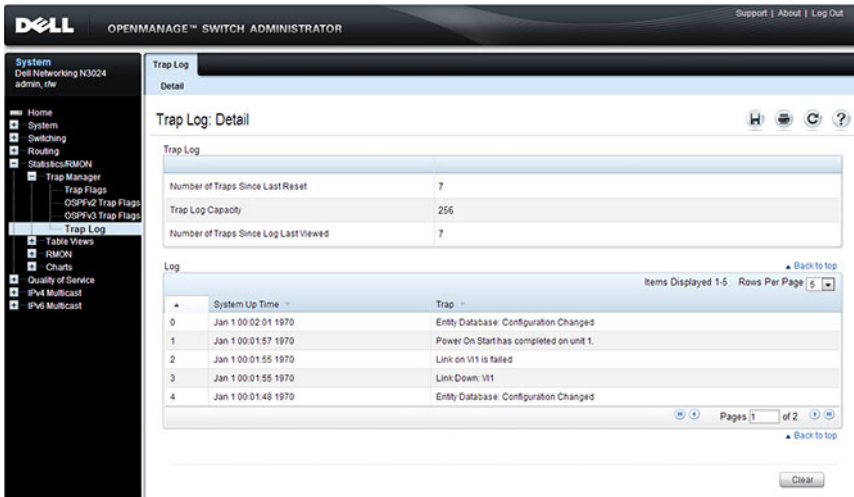 DELL
OPENMANAGE™ SWITCH ADMINISTRATOR
Support | About | Log Out
System
Dell Networking N3024
admin, r/w
Home
System
Switching
Routing
Statistics/RMON
Trap Manager
Trap Flags
OSPFv2 Trap Flags
OSPFv3 Trap Flags
Trap Log
Table Views
RMON
Charts
Quality of Service
IPv4 Multicast
IPv6 Multicast
Trap Log
Detail
Trap Log: Detail
Trap Log
Number of Traps Since Last Reset 7
Trap Log Capacity 256
Number of Traps Since Log Last Viewed 7
Back to top
Log
Items Displayed 1-5 Rows Per Page 5
System Up Time Trap
0 Jan 1 00:02:01 1970 Entity Database: Configuration Changed
1 Jan 1 00:01:57 1970 Power On Start has completed on unit 1.
2 Jan 1 00:01:55 1970 Link on Vl1 is failed
3 Jan 1 00:01:55 1970 Link Down: Vl1
4 Jan 1 00:01:48 1970 Entity Database: Configuration Changed
Pages 1 of 2
Back to top
Clear